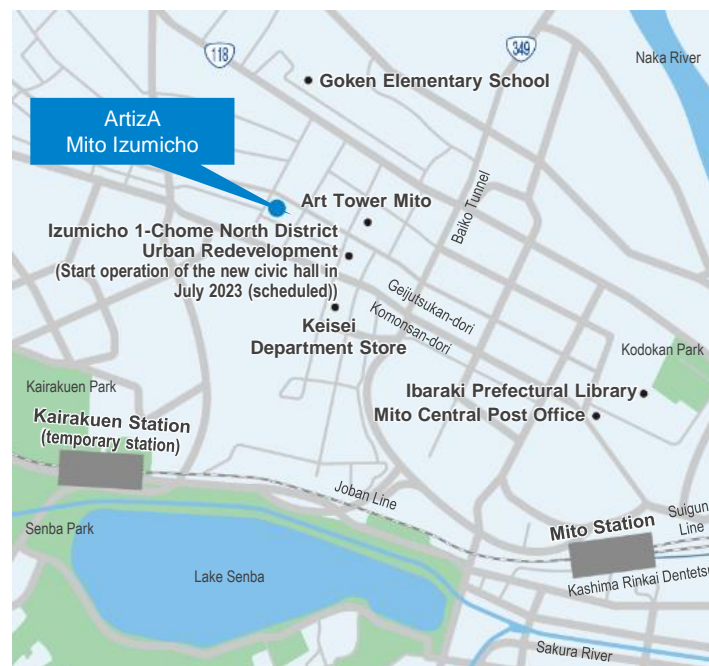 118
349
Naka River
Goken Elementary School
ArtizA
Mito Izumicho
Art Tower Mito
Baiko Tunnel
Izumicho 1-Chome North District
Urban Redevelopment
(Start operation of the new civic hall in
July 2023 (scheduled))
Geijutsukan-dori
Komonsan-dori
Keisei
Department Store
Kodokan Park
Kairakuen Park
Ibaraki Prefectural Library
Mito Central Post Office
Kairakuen Station
(temporary station)
Joban Line
Suigun
Line
Mito Station
Senba Park
Lake Senba
Kashima Rinkai Dentetsu
Sakura River